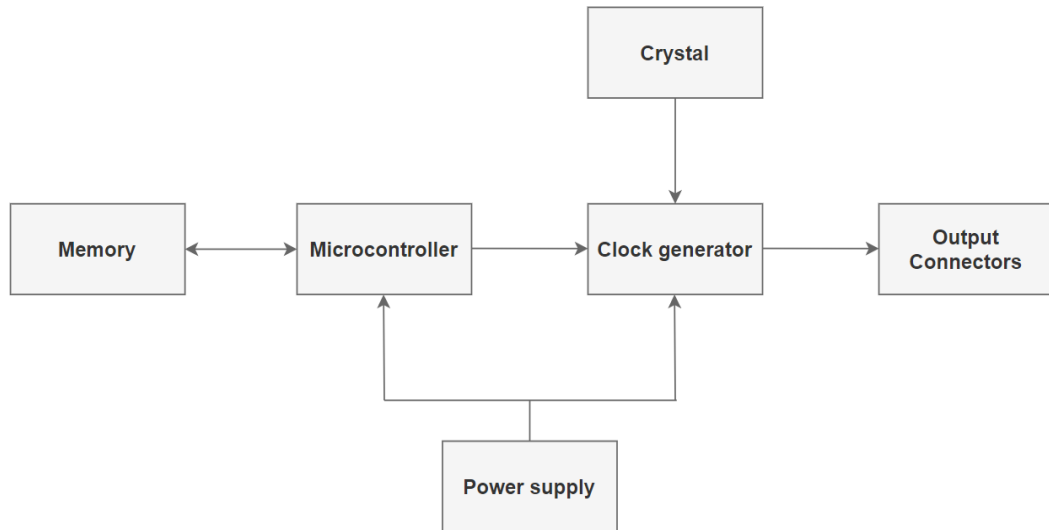 Crystal
Memory
Microcontroller
Clock generator
Output
Connectors
Power supply